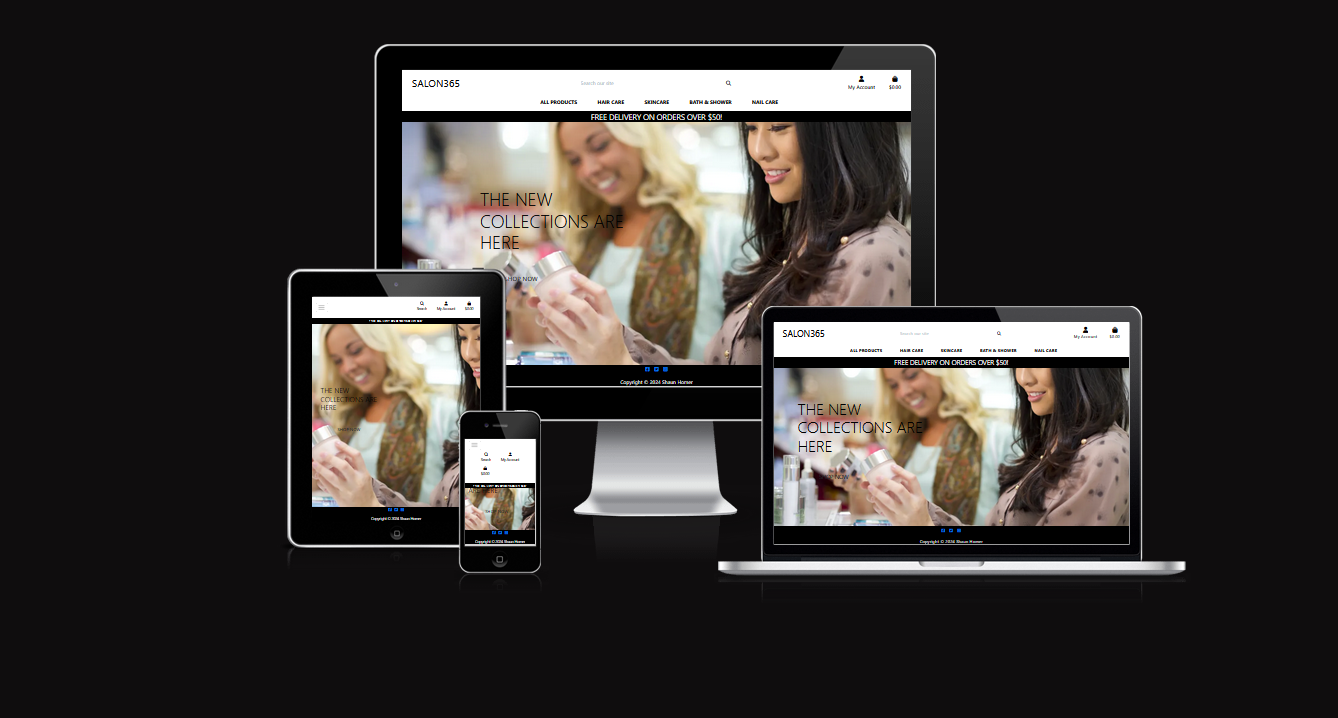 SALON365
Search our site
My Account
$0.00
ALL PRODUCTS HAIR CARE SKINCARE BATH & SHOWER NAIL CARE
FREE DELIVERY ON ORDERS OVER $50!
THE NEW
COLLECTIONS ARE
HERE
SHOP NOW
Copyright © 2024 Shaun Horner
Search
My Account
$0.00
THE NEW
COLLECTIONS ARE
HERE
SHOP NOW
Copyright © 2024 Shaun Horner
Search
My Account
$0.00
SHOP NOW
Copyright © 2024 Shaun Horner
SALON365
Search our site
My Account
$0.00
ALL PRODUCTS HAIR CARE SKINCARE BATH & SHOWER NAIL CARE
FREE DELIVERY ON ORDERS OVER $50!
THE NEW
COLLECTIONS ARE
HERE
NOW
Copyright © 2024 Shaun Horner